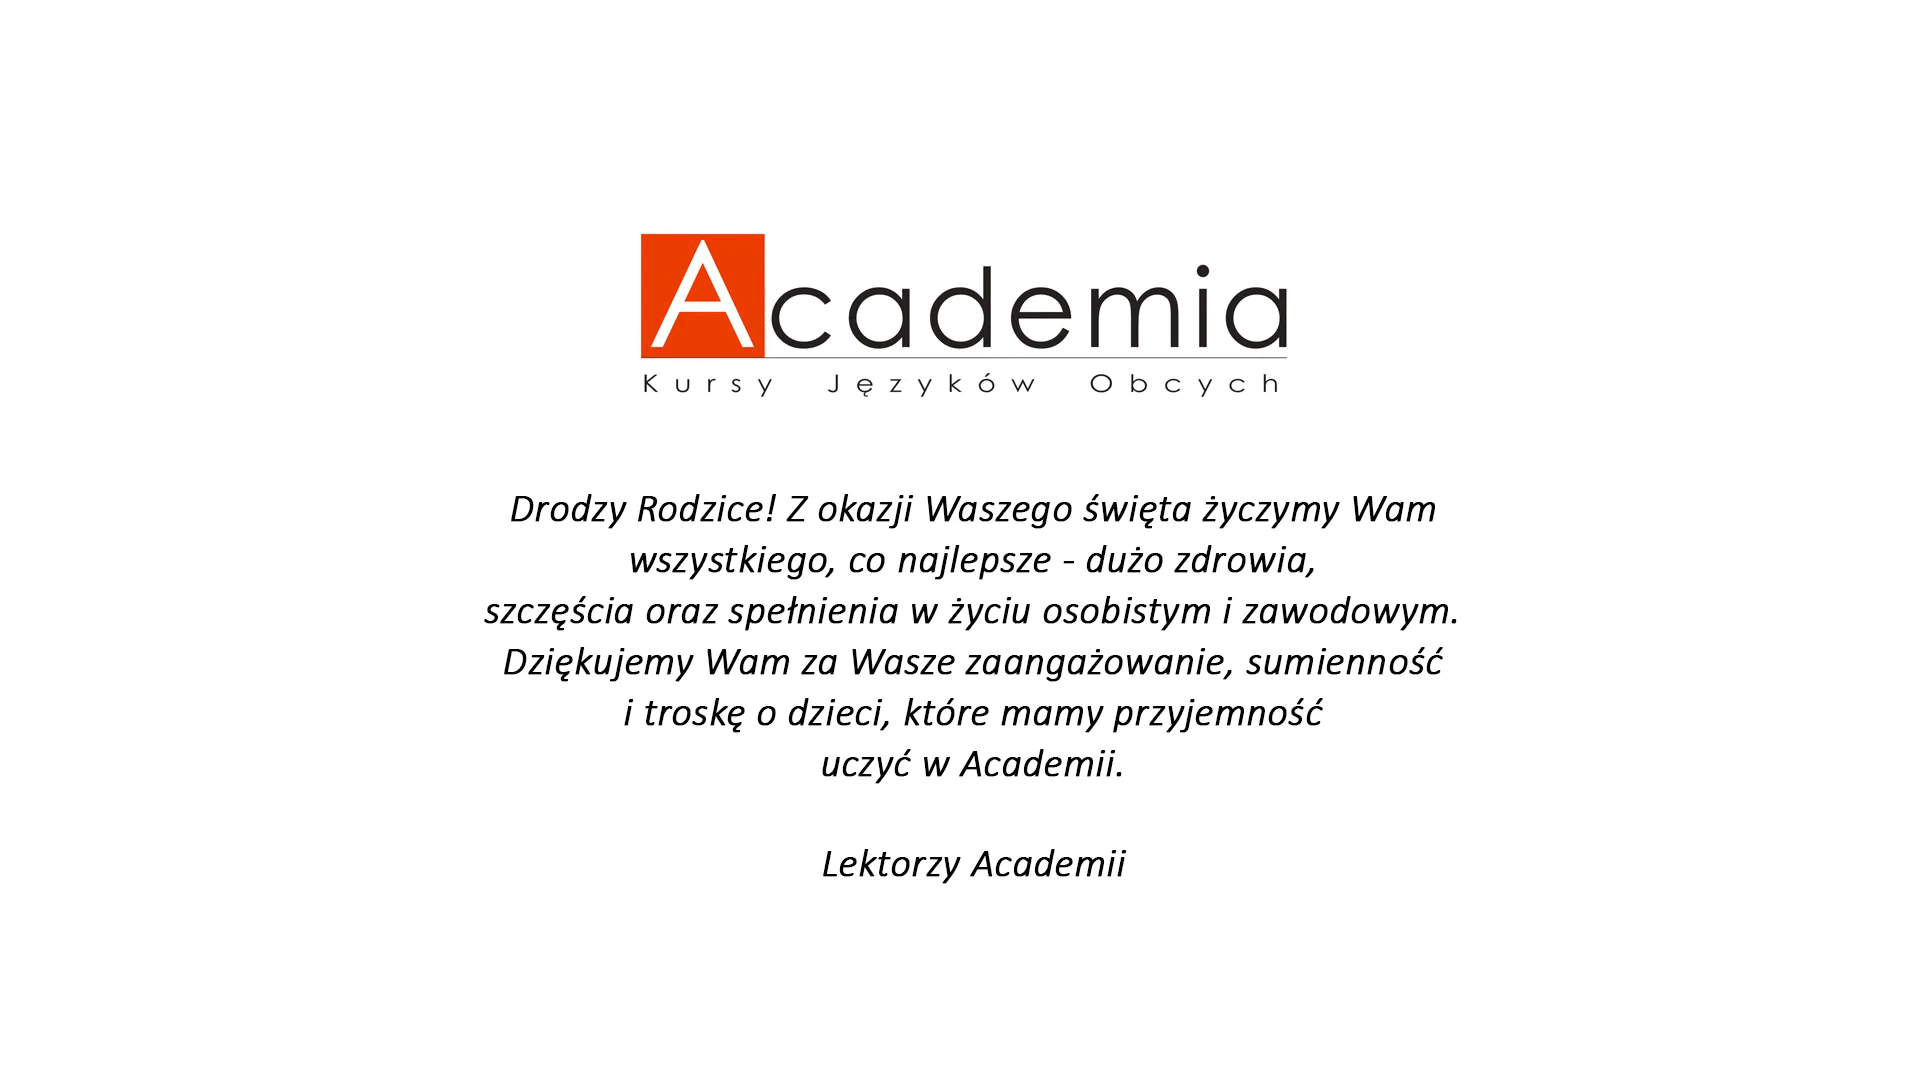 Academia
Kursy Języków Obcych
Drodzy Rodzice! Z okazji Waszego święta życzymy Wam
wszystkiego, co najlepsze - dużo zdrowia,
szczęścia oraz spełnienia w życiu osobistym i zawodowym.
Dziękujemy Wam za Wasze zaangażowanie, sumienność
i troskę o dzieci, które mamy przyjemność
uczyć w Academii.
Lektorzy Academii